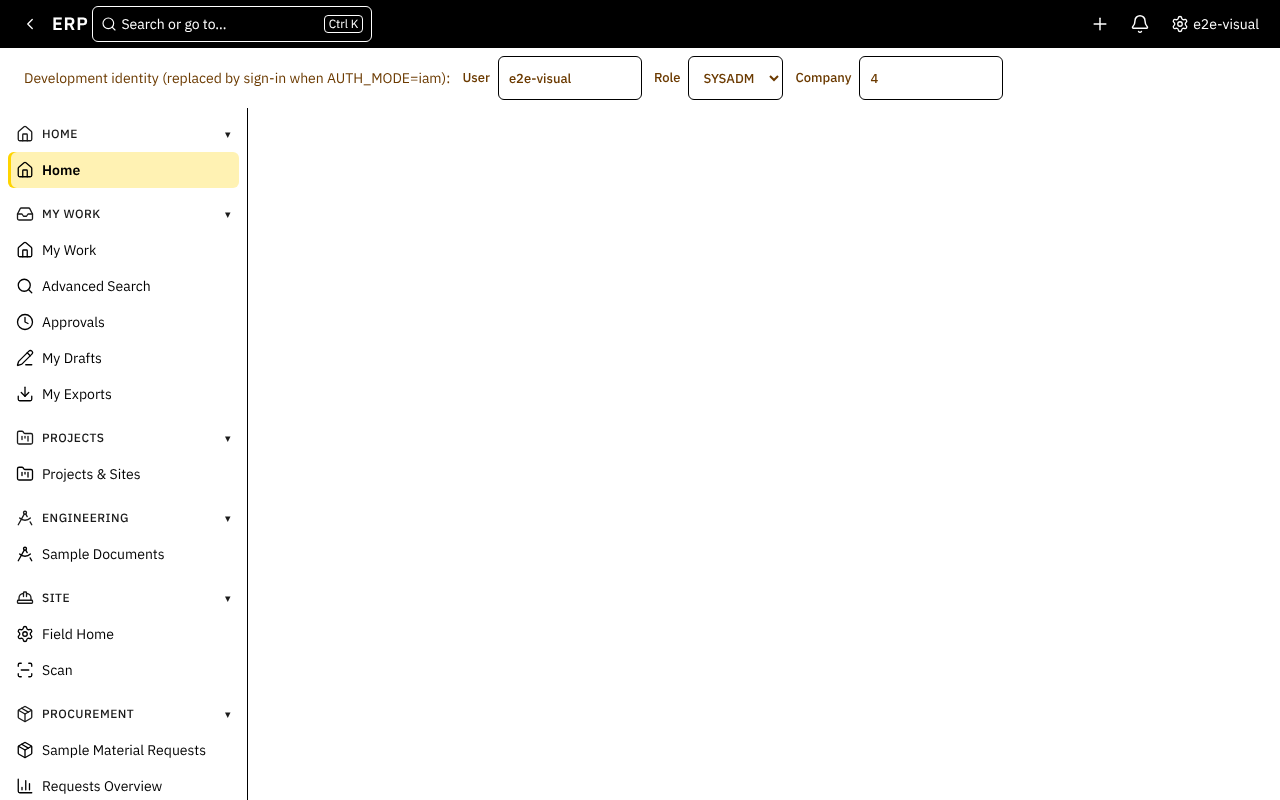 ERP Search or go to... Ctrl K e2e-visual
Development identity (replaced by sign-in when AUTH_MODE=iam): User e2e-visual Role SYSADM Company 4
HOME
Home
MY WORK
My Work
Advanced Search
Approvals
My Drafts
My Exports
PROJECTS
Projects & Sites
ENGINEERING
Sample Documents
SITE
Field Home
Scan
PROCUREMENT
Sample Material Requests
Requests Overview